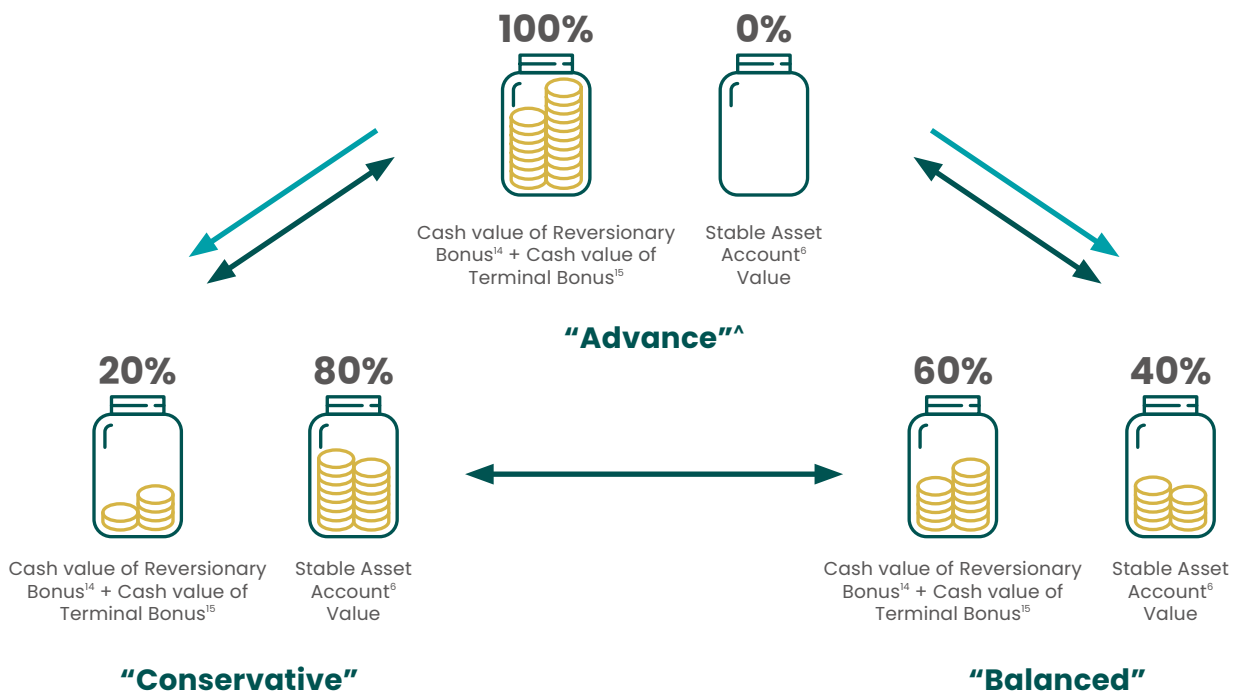 100%
0%
Cash value of Reversionary
Bonus¹⁴ + Cash value of
Terminal Bonus¹⁵
Stable Asset
Account⁶
Value
“Advance”^
20%
80%
Cash value of Reversionary
Bonus¹⁴ + Cash value of
Terminal Bonus¹⁵
Stable Asset
Account⁶
Value
“Conservative”
60%
40%
Cash value of Reversionary
Bonus¹⁴ + Cash value of
Terminal Bonus¹⁵
Stable Asset
Account⁶
Value
“Balanced”